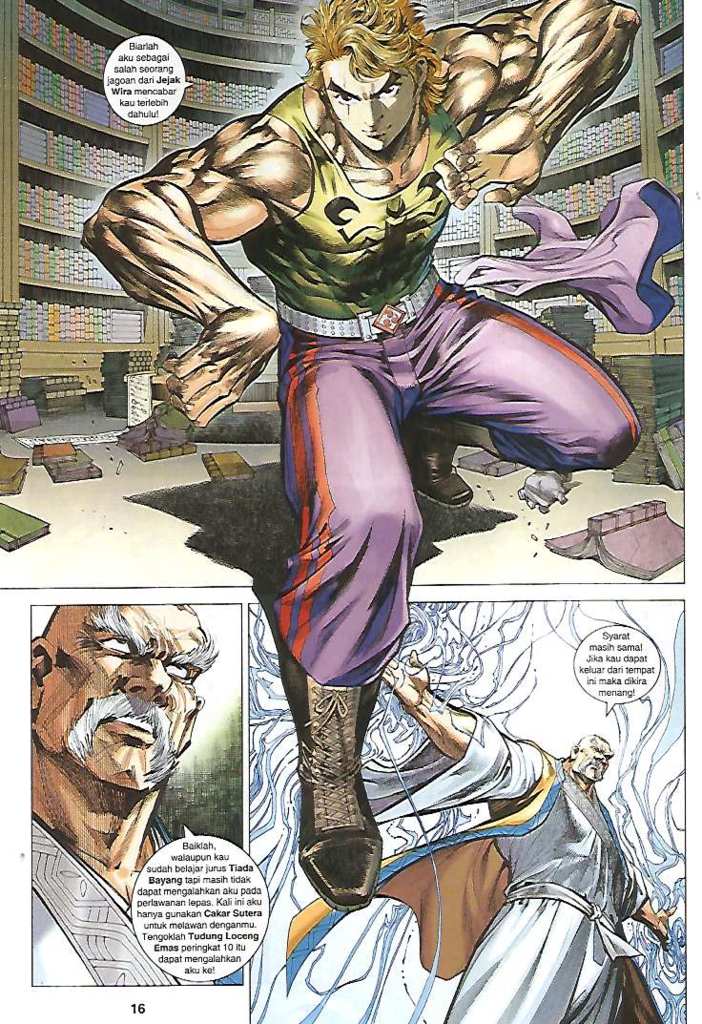 Biarlah
aku sebagai
salah seorang
jagoan dari Jejak
Wira mencabar
kau terlebih
dahulu!
Baiklah,
walaupun kau
sudah belajar jurus Tiada
Bayang tapi masih tidak
dapat mengalahkan aku pada
perlawanan lepas. Kali ini aku
hanya gunakan Cakar Sutera
untuk melawan denganmu.
Tengoklah Tudung Loceng
Emas peringkat 10 itu
dapat mengalahkan
aku ke!
Syarat
masih sama!
Jika kau dapat
keluar dari tempat
ini maka dikira
menang!
16